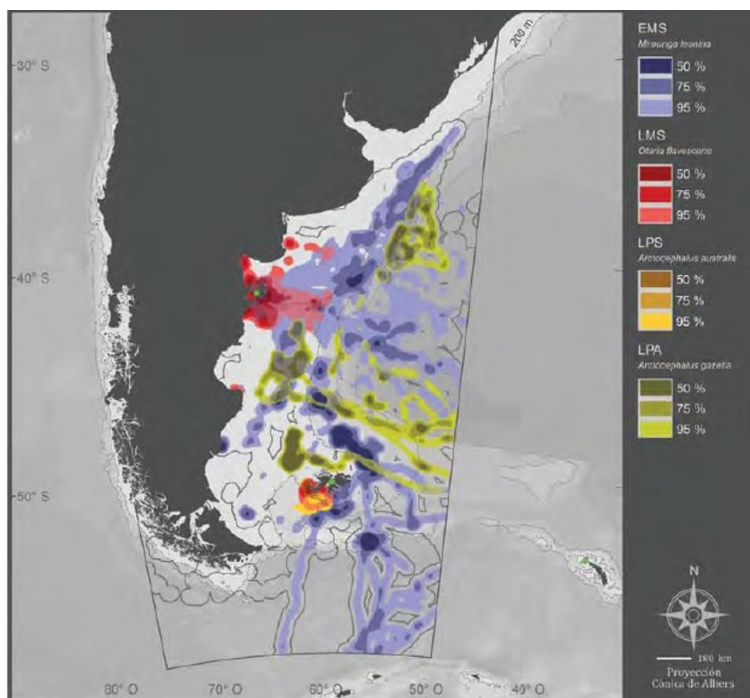 200 m
30° S
40° S
50° S
80° O
70° O
60° O
50° O
40° O
EMS
Mirounga leonina
50 %
75 %
95 %
LMS
Otaria flavescens
50 %
75 %
95 %
LPS
Arctocephalus australis
50 %
75 %
95 %
LPA
Arctocephalus gazella
50 %
75 %
95 %
N
180 km
Proyección
Cónica de Albers